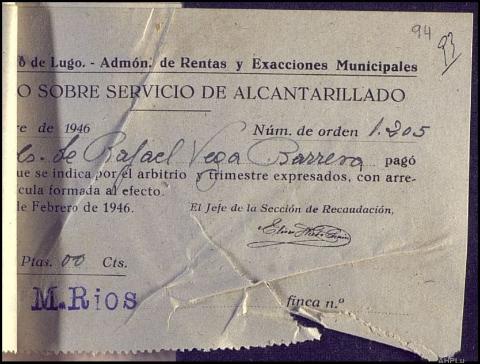 94
93
o de Lugo. - Admón. de Rentas y Exacciones Municipales
O SOBRE SERVICIO DE ALCANTARILLADO
re de 1946 Núm. de orden 1.205
de Rafael Vega Barrera pagó
ue se indica por el arbitrio y trimestre expresados, con arre-
cula formada al efecto.
de Febrero de 1946. El Jefe de la Sección de Recaudación,
Ptas. 00 Cts.
M. Rios finca n.º
AHPLu